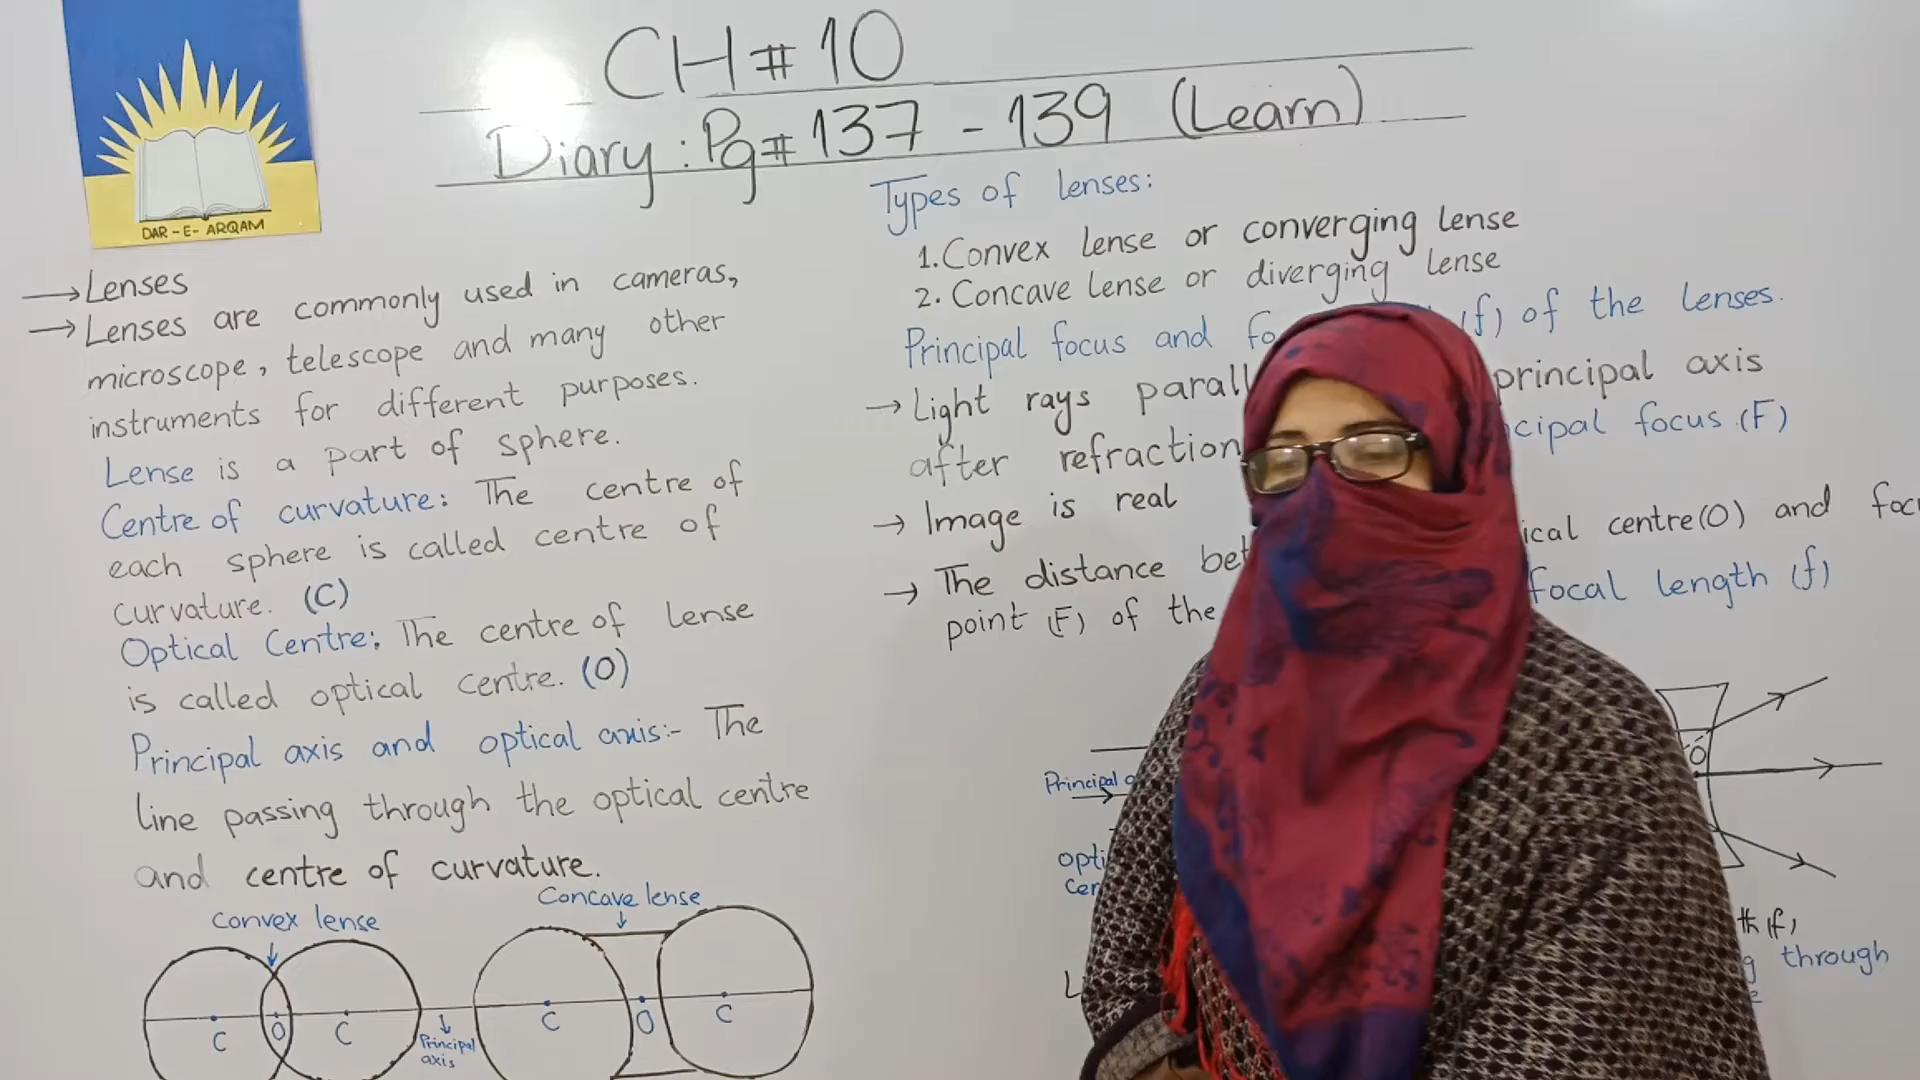 CH # 10
Diary : Pg # 137 - 139 (Learn)
DAR-E-ARQAM
→ Lenses
→ Lenses are commonly used in cameras,
microscope, telescope and many other
instruments for different purposes.
Lense is a part of sphere.
Centre of curvature: The centre of
each sphere is called centre of
curvature. (C)
Optical Centre: The centre of lense
is called optical centre. (O)
Principal axis and optical axis:- The
line passing through the optical centre
and centre of curvature.
Convex lense
Concave lense
C O C
Principal
axis
C O C
Types of lenses:
1. Convex lense or converging lense
2. Concave lense or diverging lense
Principal focus and (f) of the lenses.
→ Light rays principal axis
after refraction focus (F)
→ Image is real
→ The distance centre(O) and
point (F) of the focal length (f)
Principal
O
(f)
through